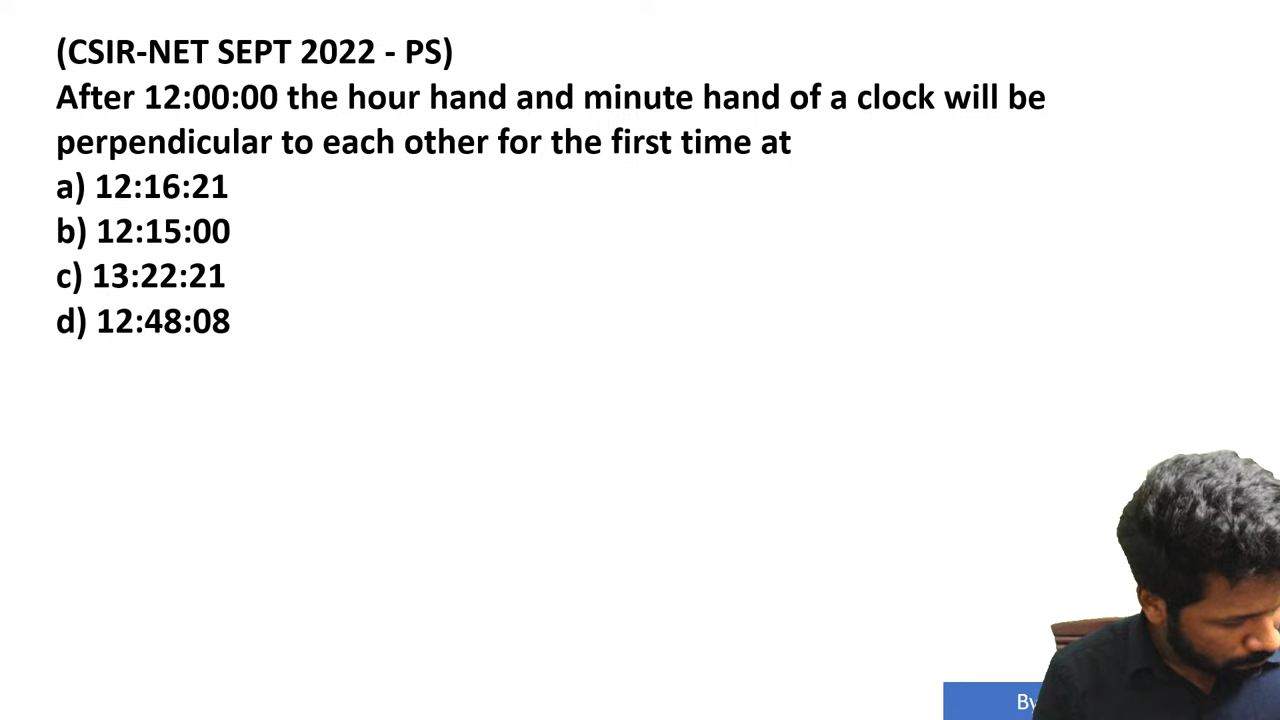 (CSIR-NET SEPT 2022 - PS)
After 12:00:00 the hour hand and minute hand of a clock will be
perpendicular to each other for the first time at
a) 12:16:21
b) 12:15:00
c) 13:22:21
d) 12:48:08